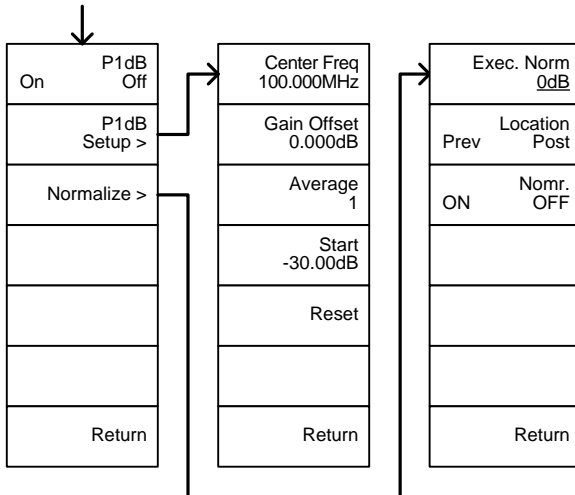 P1dB
On Off
P1dB
Setup >
Normalize >
Return
Center Freq
100.000MHz
Gain Offset
0.000dB
Average
1
Start
-30.00dB
Reset
Return
Exec. Norm
0dB
Location
Prev Post
Nomr.
ON OFF
Return